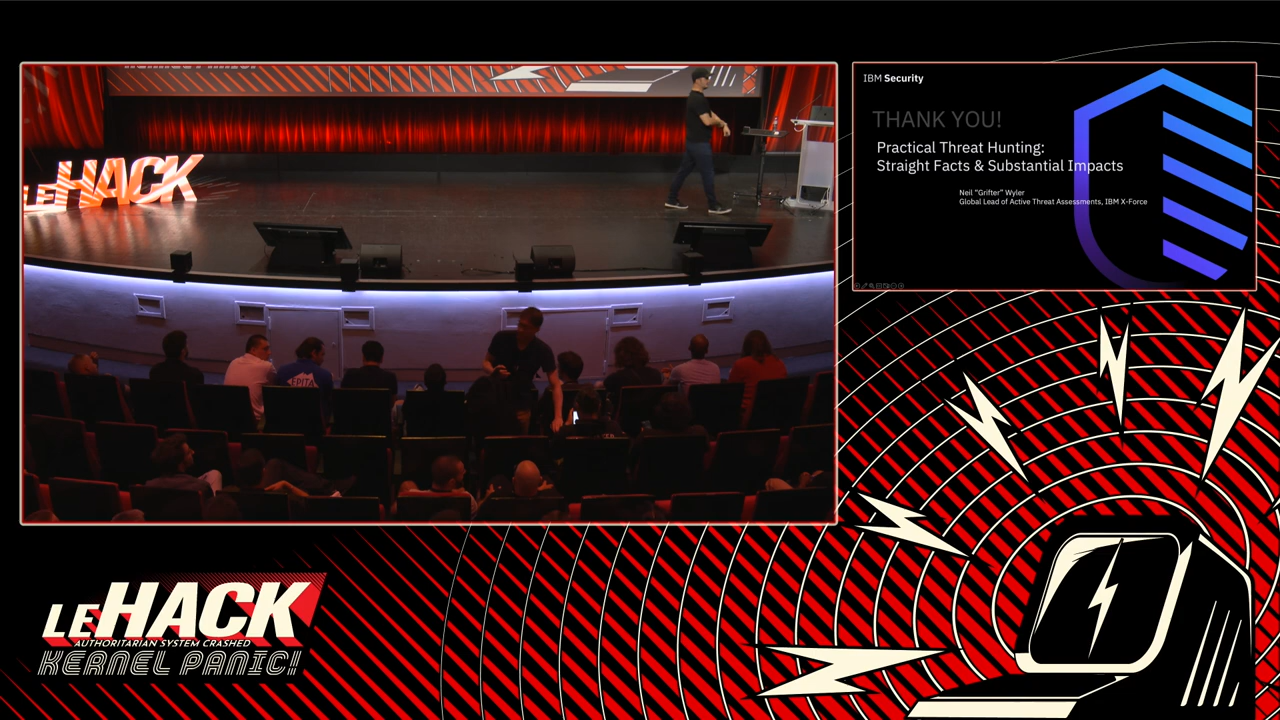 LEHACK
EPITA
IBM Security
THANK YOU!
Practical Threat Hunting:
Straight Facts & Substantial Impacts
Neil “Grifter” Wyler
Global Lead of Active Threat Assessments, IBM X-Force
LEHACK
AUTHORITARIAN SYSTEM CRASHED
KERNEL PANIC!